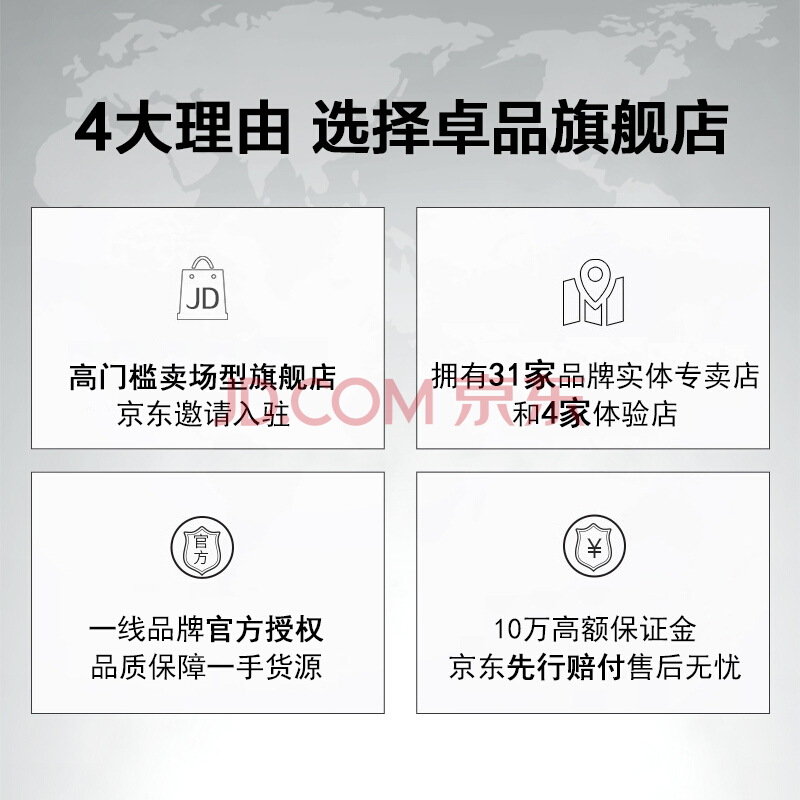 4大理由 选择卓品旗舰店
JD
高门槛卖场型旗舰店
京东邀请入驻
拥有31家品牌实体专卖店
和4家体验店
JD.COM 京东
官方
一线品牌官方授权
品质保障一手货源
¥
10万高额保证金
京东先行赔付售后无忧